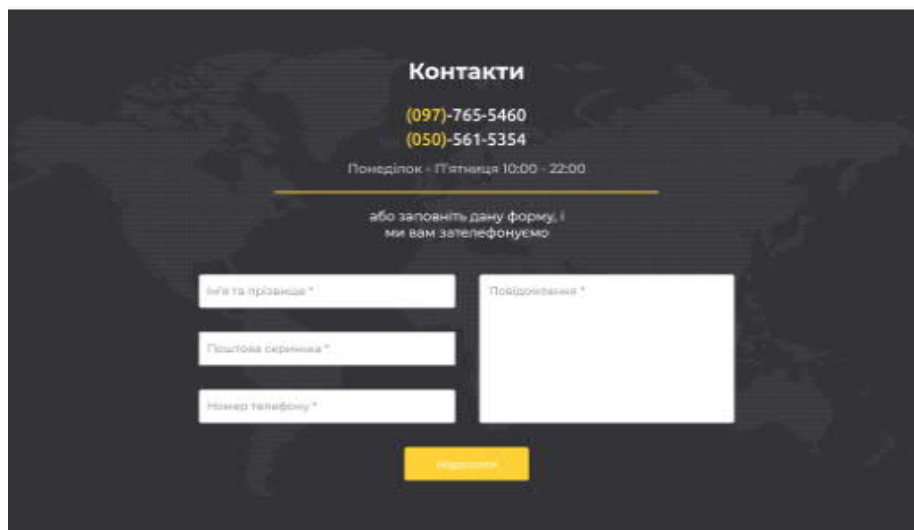 Контакти
(097)-765-5460
(050)-561-5354
Понеділок - П'ятниця 10:00 - 22:00
або заповніть дану форму, і
ми вам зателефонуємо
Ім'я та прізвище *
Поштова скринька *
Номер телефону *
Повідомлення *
Надіслати